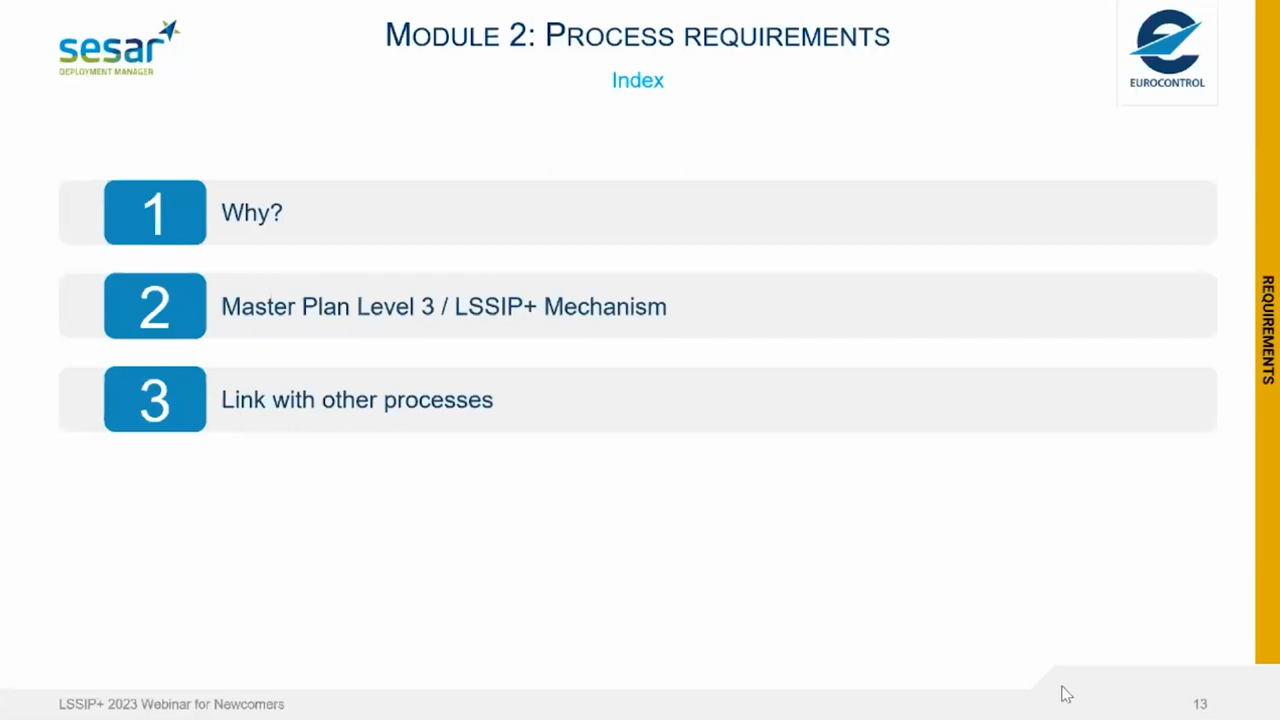 sesar
DEPLOYMENT MANAGER
MODULE 2: PROCESS REQUIREMENTS
Index
EUROCONTROL
1 Why?
2 Master Plan Level 3 / LSSIP+ Mechanism
3 Link with other processes
REQUIREMENTS
LSSIP+ 2023 Webinar for Newcomers
13